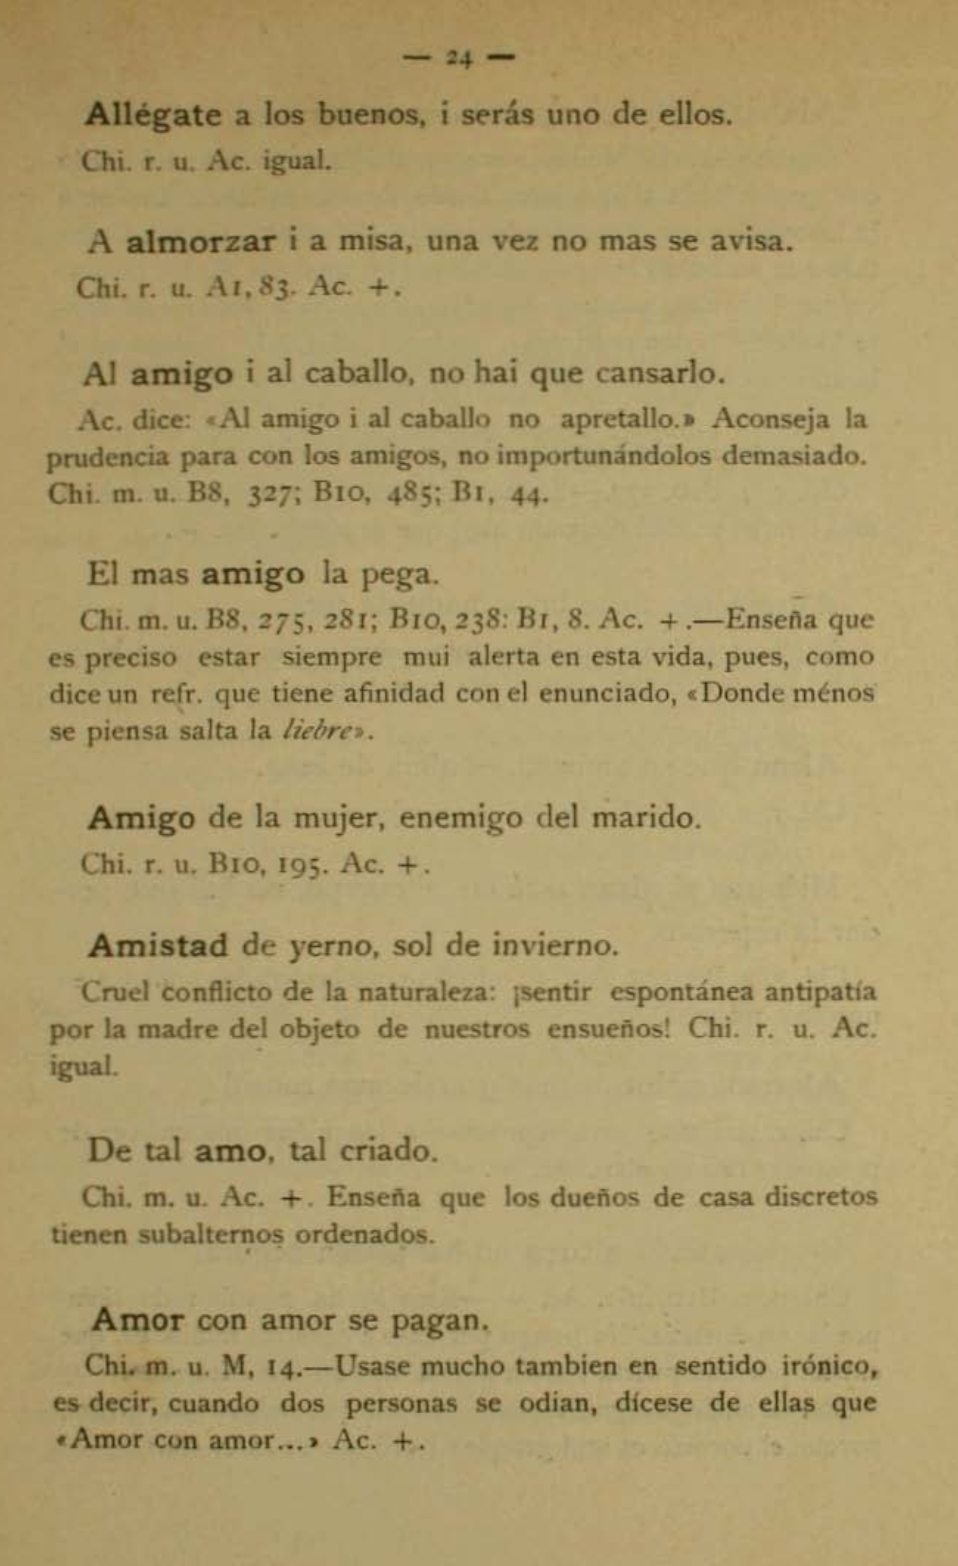 — 24 —
Allégate a los buenos, i serás uno de ellos.
Chi. r. u. Ac. igual.
A almorzar i a misa, una vez no mas se avisa.
Chi. r. u. A1, 83. Ac. +.
Al amigo i al caballo, no hai que cansarlo.
Ac. dice: «Al amigo i al caballo no apretallo.» Aconseja la
prudencia para con los amigos, no importunándolos demasiado.
Chi. m. u. B8, 327; B10, 485; B1, 44.
El mas amigo la pega.
Chi. m. u. B8, 275, 281; B10, 238: B1, 8. Ac. +.—Enseña que
es preciso estar siempre mui alerta en esta vida, pues, como
dice un refr. que tiene afinidad con el enunciado, «Donde ménos
se piensa salta la liebre».
Amigo de la mujer, enemigo del marido.
Chi. r. u. B10, 195. Ac. +.
Amistad de yerno, sol de invierno.
Cruel conflicto de la naturaleza: ¡sentir espontánea antipatía
por la madre del objeto de nuestros ensueños! Chi. r. u. Ac.
igual.
De tal amo, tal criado.
Chi. m. u. Ac. +. Enseña que los dueños de casa discretos
tienen subalternos ordenados.
Amor con amor se pagan.
Chi. m. u. M, 14.—Usase mucho tambien en sentido irónico,
es decir, cuando dos personas se odian, dícese de ellas que
«Amor con amor...» Ac. +.